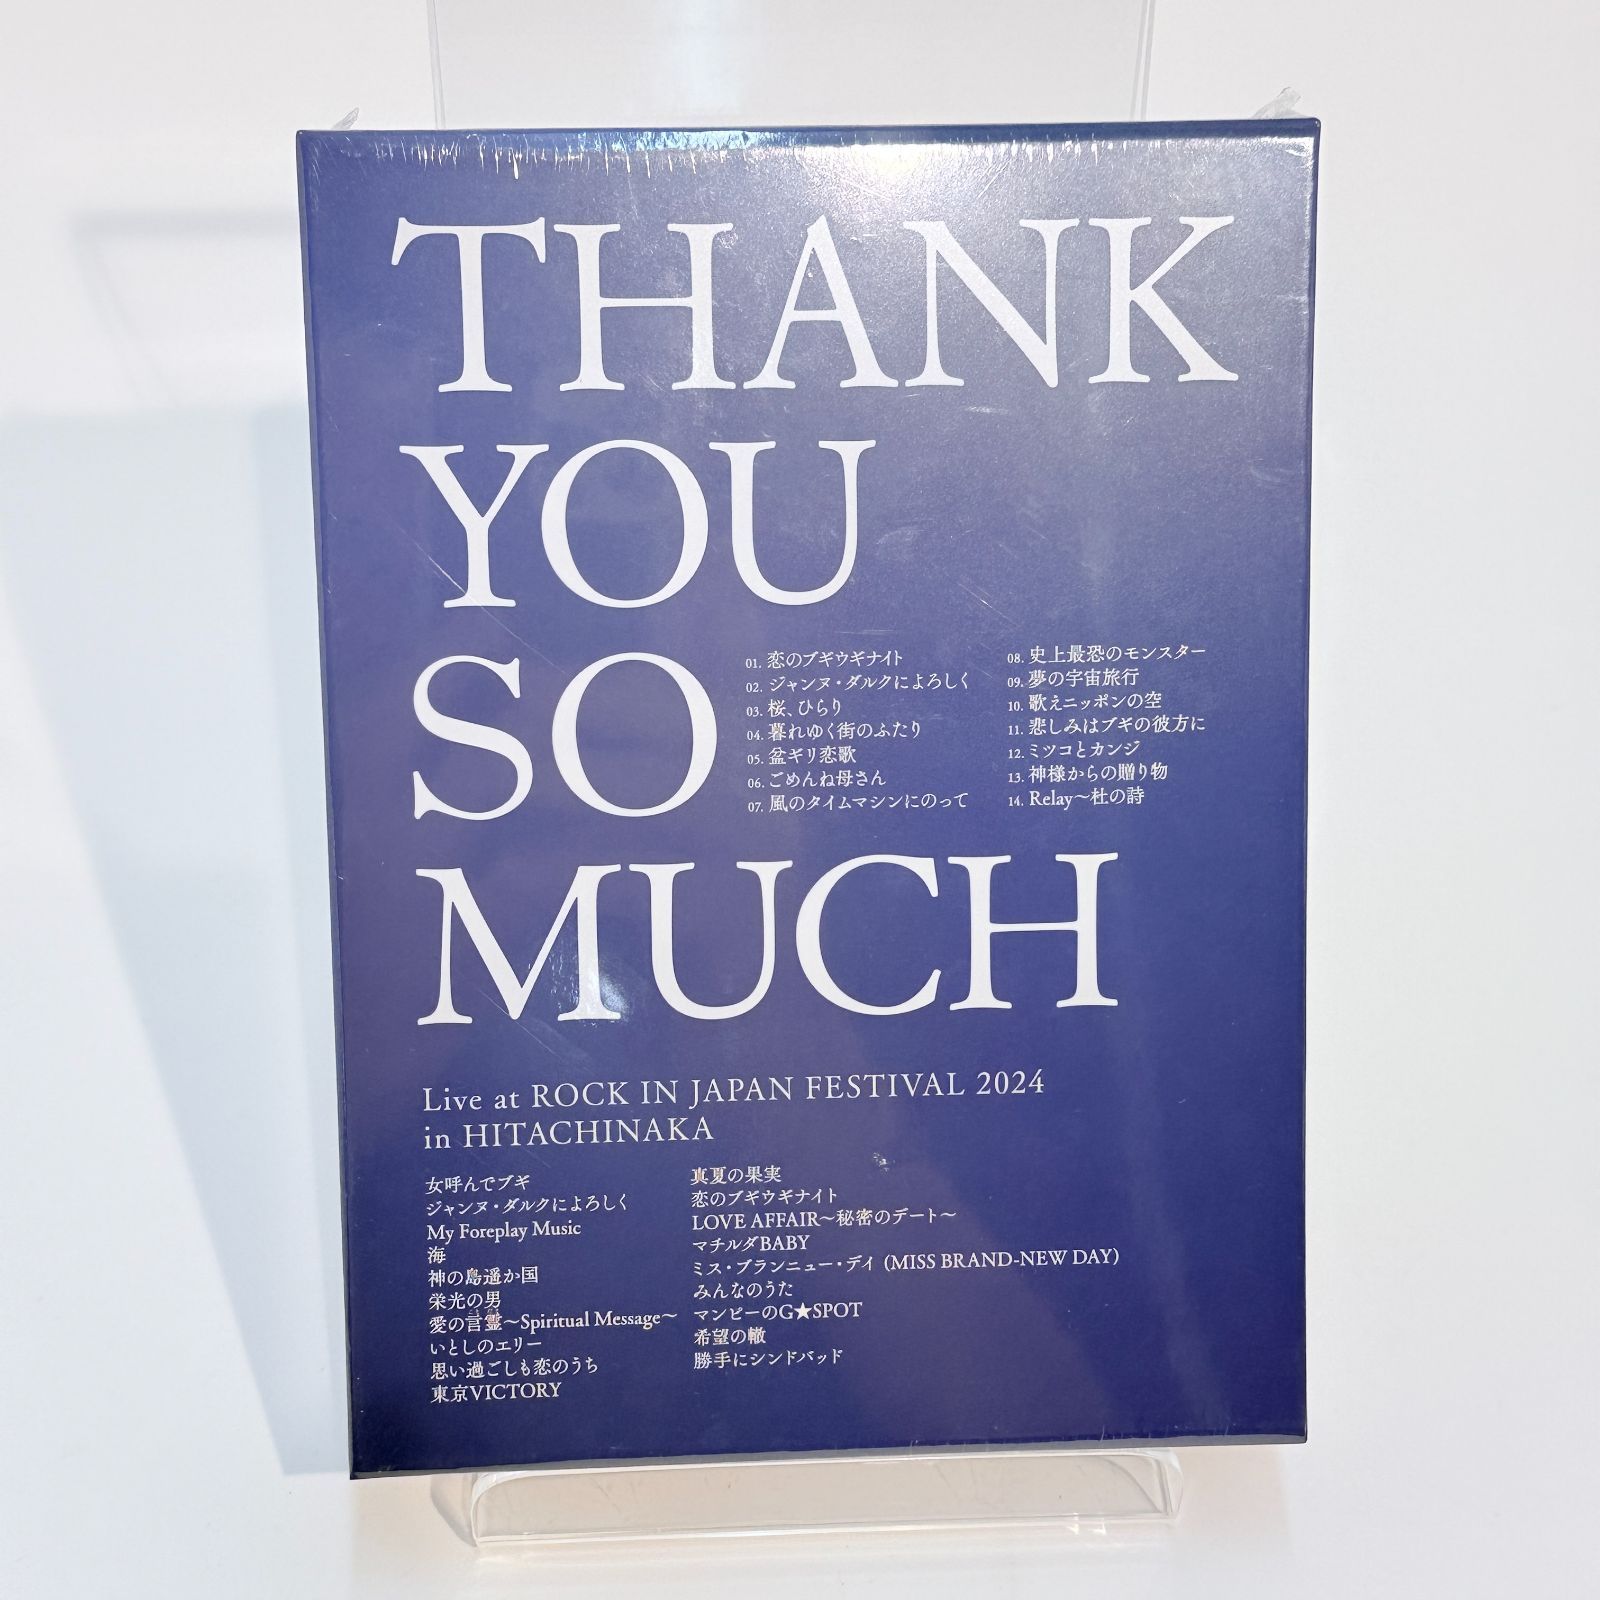 THANK
YOU
SO
01. 恋のブギウギナイト
02. ジャンヌ・ダルクによろしく
03. 桜、ひらり
04. 暮れゆく街のふたり
05. 盆ギリ恋歌
06. ごめんね母さん
07. 風のタイムマシンにのって
08. 史上最恐のモンスター
09. 夢の宇宙旅行
10. 歌えニッポンの空
11. 悲しみはブギの彼方に
12. ミツコとカンジ
13. 神様からの贈り物
14. Relay〜杜の詩
MUCH
Live at ROCK IN JAPAN FESTIVAL 2024
in HITACHINAKA
女呼んでブギ
ジャンヌ・ダルクによろしく
My Foreplay Music
海
神の島遥か国
栄光の男
愛の言霊〜Spiritual Message〜
いとしのエリー
思い過ごしも恋のうち
東京VICTORY
真夏の果実
恋のブギウギナイト
LOVE AFFAIR〜秘密のデート〜
マチルダBABY
ミス・ブランニュー・デイ (MISS BRAND-NEW DAY)
みんなのうた
マンピーのG★SPOT
希望の轍
勝手にシンドバッド